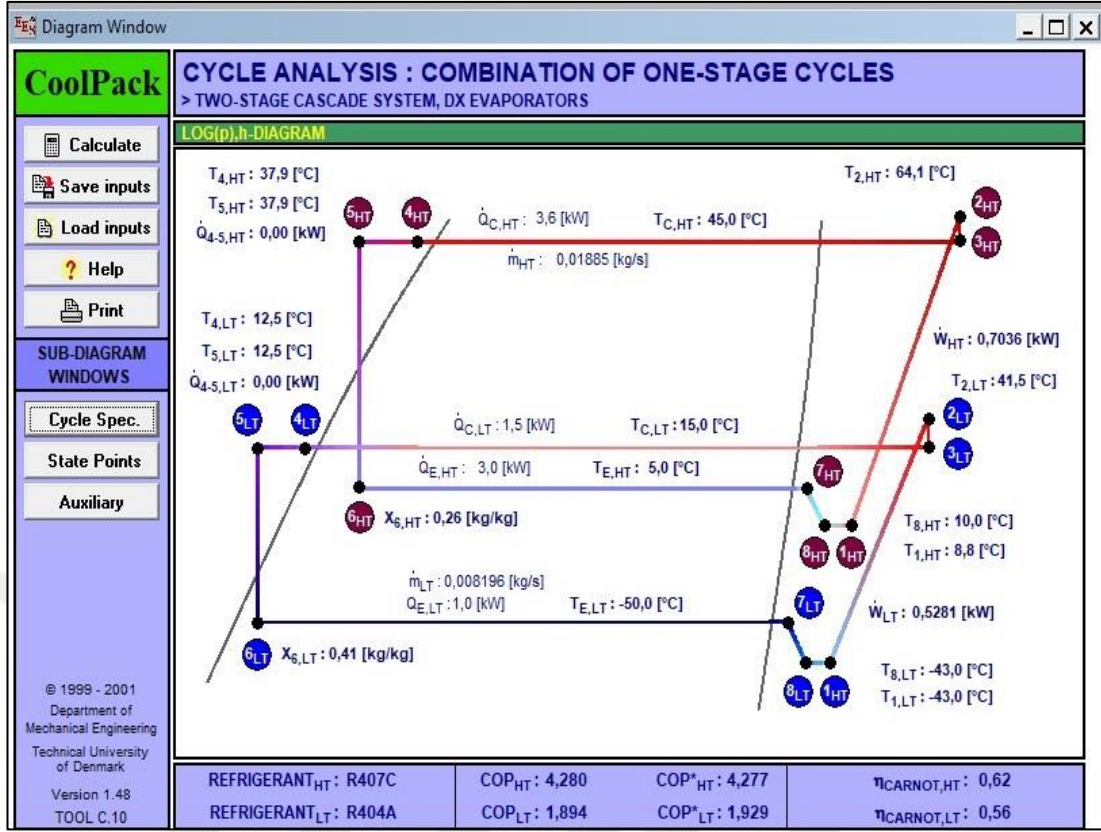 EES Diagram Window
CoolPack
CYCLE ANALYSIS : COMBINATION OF ONE-STAGE CYCLES
> TWO-STAGE CASCADE SYSTEM, DX EVAPORATORS
Calculate
Save inputs
Load inputs
? Help
Print
SUB-DIAGRAM
WINDOWS
Cycle Spec.
State Points
Auxiliary
© 1999 - 2001
Department of
Mechanical Engineering
Technical University
of Denmark
Version 1.48
TOOL C.10
LOG(p),h-DIAGRAM
T4,HT : 37,9 [°C]
T5,HT : 37,9 [°C]
Q̇4-5,HT : 0,00 [kW]
5HT
4HT
Q̇C,HT : 3,6 [kW]
TC,HT : 45,0 [°C]
ṁHT : 0,01885 [kg/s]
T2,HT : 64,1 [°C]
2HT
3HT
T4,LT : 12,5 [°C]
T5,LT : 12,5 [°C]
Q̇4-5,LT : 0,00 [kW]
ẆHT : 0,7036 [kW]
T2,LT : 41,5 [°C]
5LT
4LT
Q̇C,LT : 1,5 [kW]
TC,LT : 15,0 [°C]
2LT
3LT
Q̇E,HT : 3,0 [kW]
TE,HT : 5,0 [°C]
7HT
6HT
X6,HT : 0,26 [kg/kg]
8HT
1HT
T8,HT : 10,0 [°C]
T1,HT : 8,8 [°C]
ṁLT : 0,008196 [kg/s]
Q̇E,LT : 1,0 [kW]
TE,LT : -50,0 [°C]
7LT
ẆLT : 0,5281 [kW]
6LT
X6,LT : 0,41 [kg/kg]
8LT
1HT
T8,LT : -43,0 [°C]
T1,LT : -43,0 [°C]
REFRIGERANTHT : R407C
COPHT : 4,280
COP*HT : 4,277
ηCARNOT,HT : 0,62
REFRIGERANTLT : R404A
COPLT : 1,894
COP*LT : 1,929
ηCARNOT,LT : 0,56